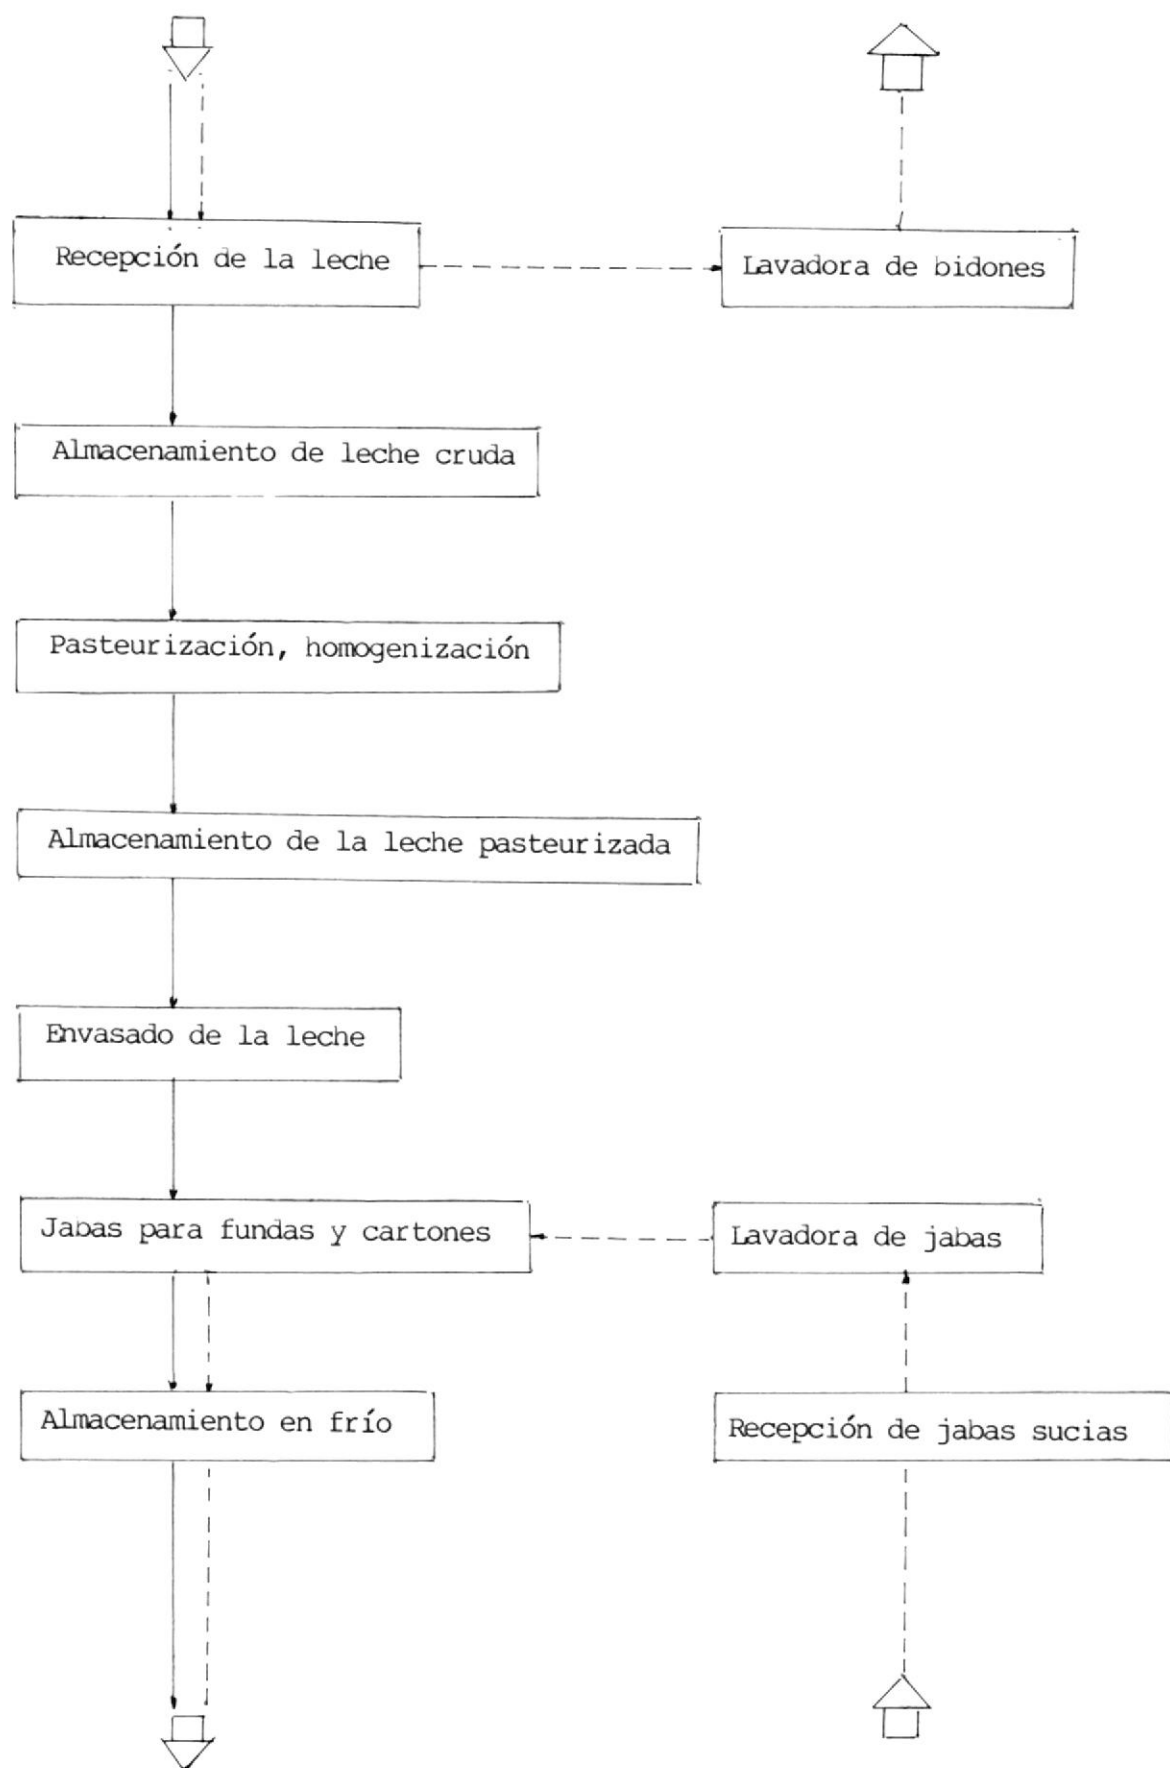 Recepción de la leche
Lavadora de bidones
Almacenamiento de leche cruda
Pasteurización, homogenización
Almacenamiento de la leche pasteurizada
Envasado de la leche
Jabas para fundas y cartones
Lavadora de jabas
Almacenamiento en frío
Recepción de jabas sucias